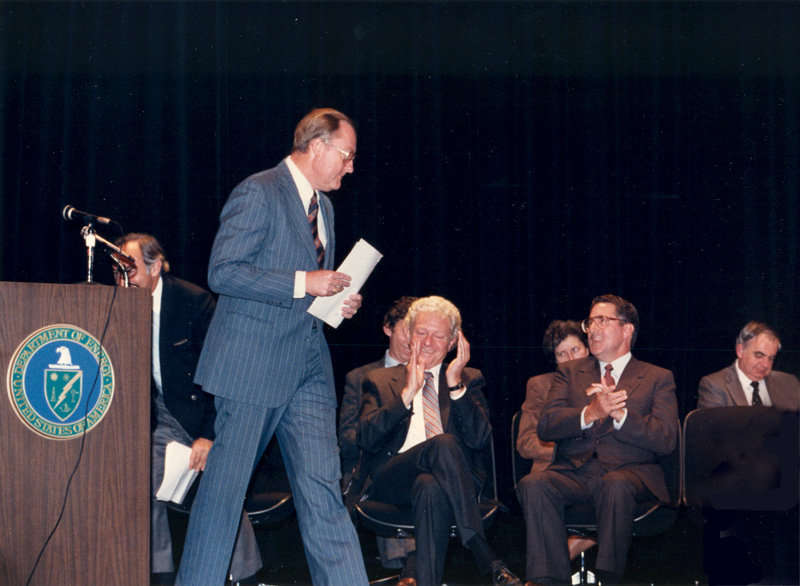 DEPARTMENT OF ENERGY
UNITED STATES OF AMERICA